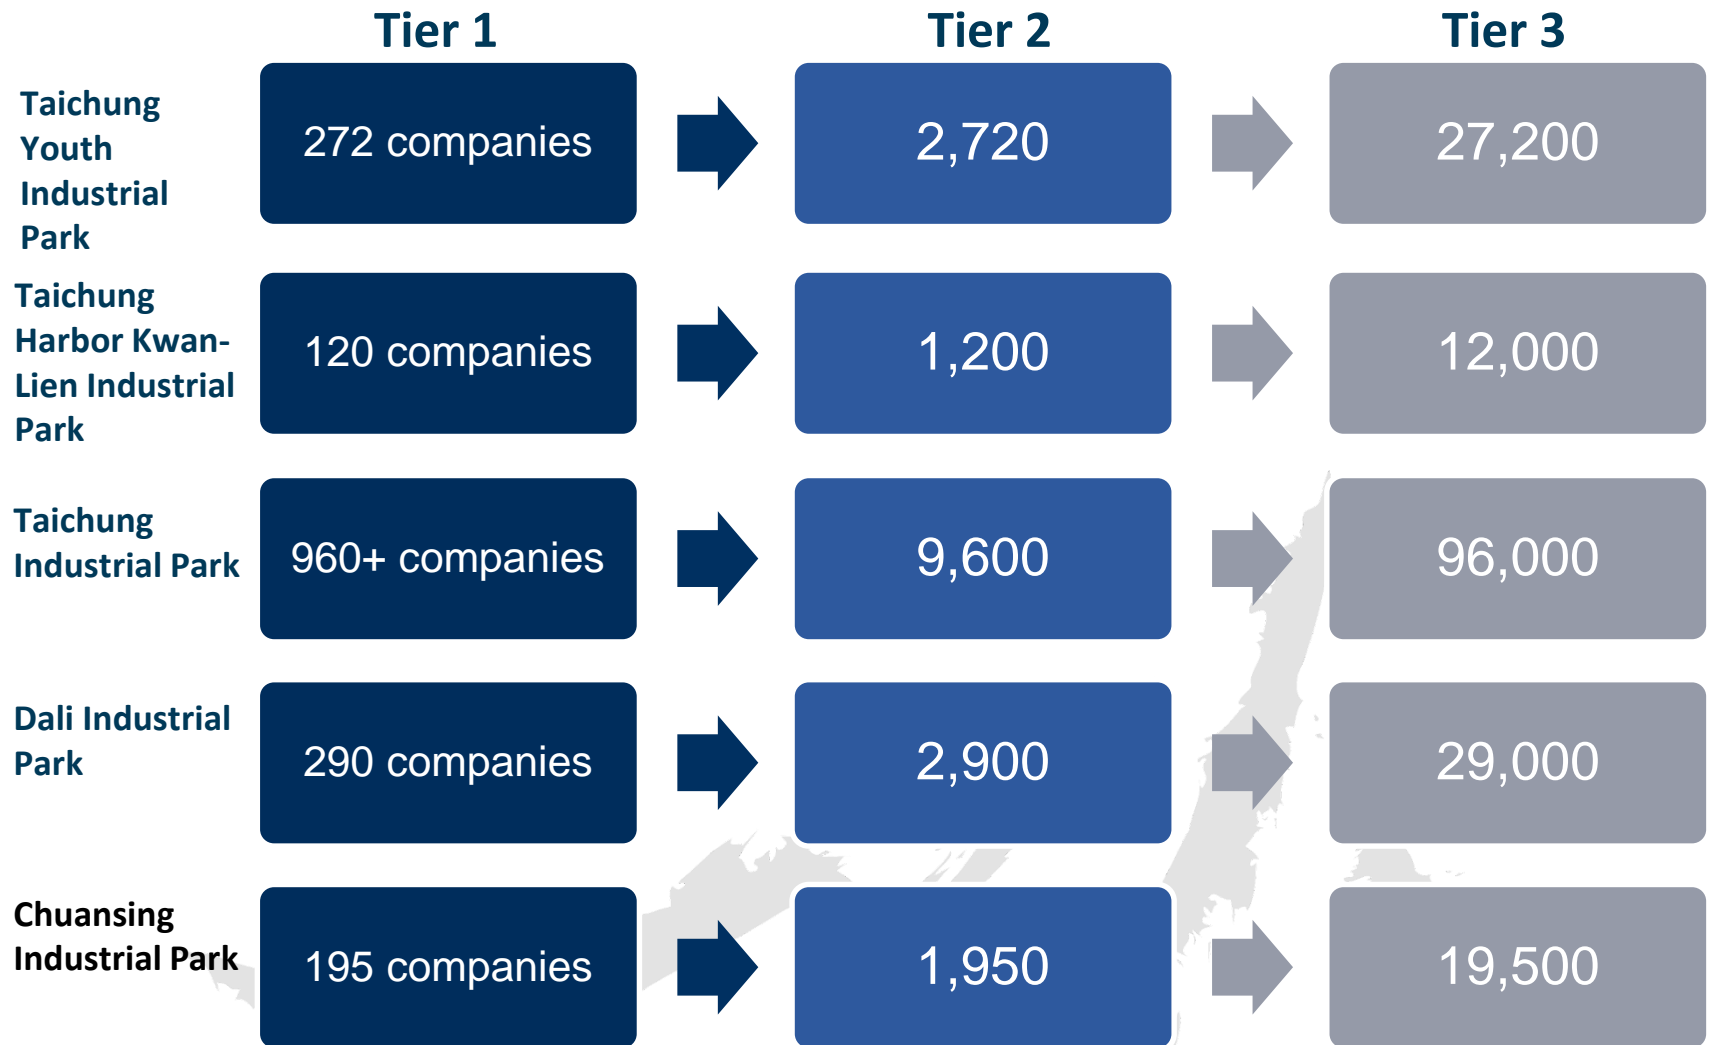 Tier 1
Tier 2
Tier 3
Taichung
Youth
Industrial
Park
272 companies
2,720
27,200
Taichung
Harbor Kwan-
Lien Industrial
Park
120 companies
1,200
12,000
Taichung
Industrial Park
960+ companies
9,600
96,000
Dali Industrial
Park
290 companies
2,900
29,000
Chuansing
Industrial Park
195 companies
1,950
19,500